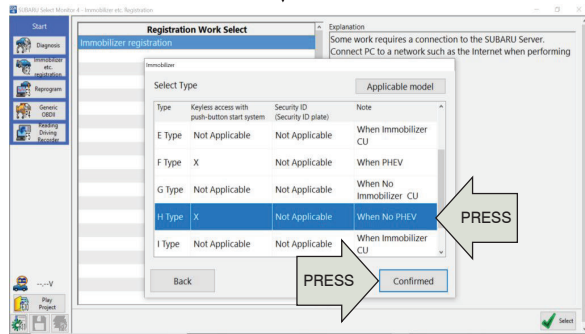 SUBARU Select Monitor 4 - Immobilizer etc. Registration
Start
Diagnosis
Immobilizer
etc.
registration
Reprogram
Generic
OBDII
Reading
Driving
Recorder
--.--V
Play
Project
Registration Work Select
Immobilizer registration
Explanation
Some work requires a connection to the SUBARU Server.
Connect PC to a network such as the Internet when performing
Immobilizer
Select Type
Applicable model
Type Keyless access with push-button start system Security ID (Security ID plate) Note
E Type Not Applicable Not Applicable When Immobilizer CU
F Type X Not Applicable When PHEV
G Type Not Applicable Not Applicable When No Immobilizer CU
H Type X Not Applicable When No PHEV
I Type Not Applicable Not Applicable When Immobilizer CU
PRESS
Back
PRESS
Confirmed
Select